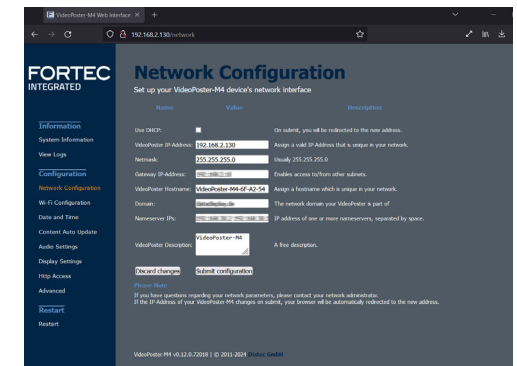 VideoPoster-M4 Web Interface
192.168.2.130/network
FORTEC
INTEGRATED
Network Configuration
Set up your VideoPoster-M4 device's network interface
Name Value Description
Information
System Information
View Logs
Configuration
Network Configuration
Wi-Fi Configuration
Date and Time
Content Auto Update
Audio Settings
Display Settings
Http Access
Advanced
Restart
Restart
Use DHCP: On submit, you will be redirected to the new address.
VideoPoster IP-Address: 192.168.2.130 Assign a valid IP-Address that is unique in your network.
Netmask: 255.255.255.0 Usually 255.255.255.0
Gateway IP-Address: Enables access to/from other subnets.
VideoPoster Hostname: VideoPoster-M4-6F-A2-54 Assign a hostname which is unique in your network.
Domain: The network domain your VideoPoster is part of
Nameserver IPs: IP address of one or more nameservers, separated by space.
VideoPoster Description: VideoPoster-M4 A free description.
Discard changes Submit configuration
Please Note
If you have questions regarding your network parameters, please contact your network administrator.
If the IP-Address of your VideoPoster-M4 changes on submit, your browser will be automatically redirected to the new address.
VideoPoster-M4 v0.12.0.72018 | © 2011-2024 Distec GmbH